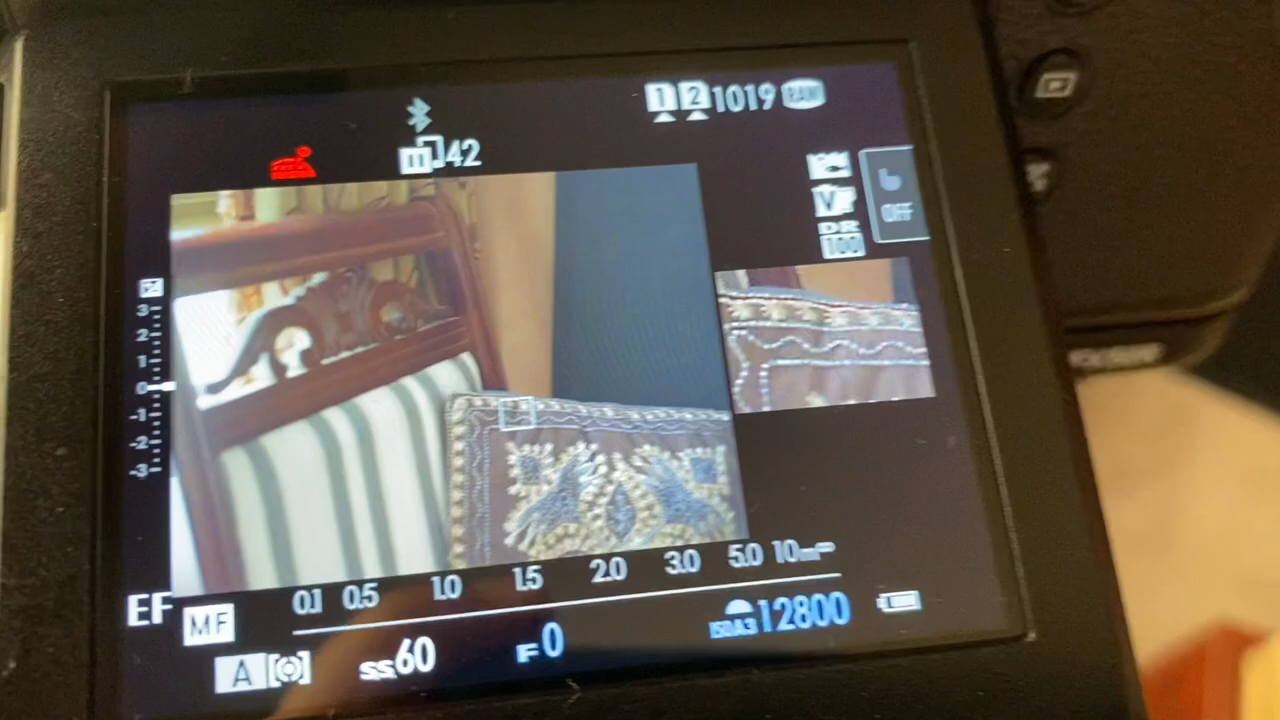 1 2 1019 RAW
42
OFF
DR
100
3
2
1
0
-1
-2
-3
0.1 0.5 1.0 1.5 2.0 3.0 5.0 10m∞
EF
MF
A SS 60 F 0 ISO A3 12800